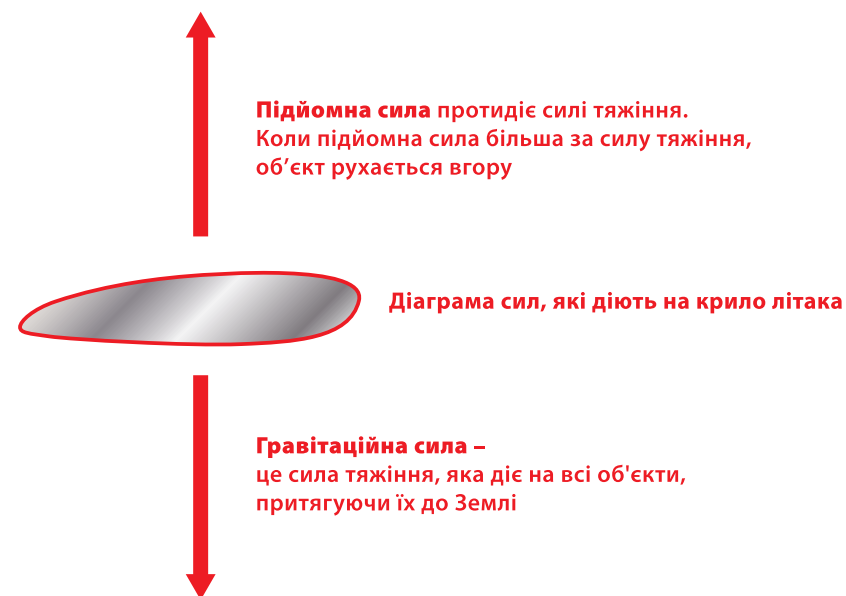 Підйомна сила протидіє силі тяжіння.
Коли підйомна сила більша за силу тяжіння,
об’єкт рухається вгору
Діаграма сил, які діють на крило літака
Гравітаційна сила –
це сила тяжіння, яка діє на всі об'єкти,
притягуючи їх до Землі